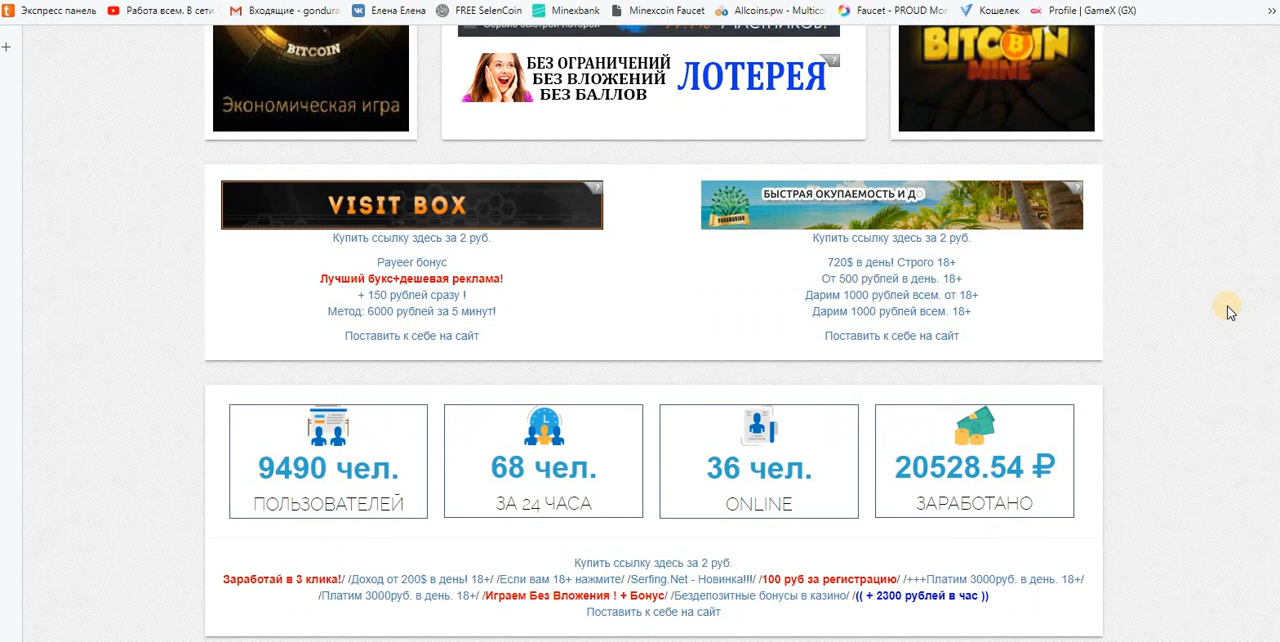 Экспресс панель Работа всем. В сети Входящие - gondura Елена Елена FREE SelenCoin Minexbank Minexcoin Faucet Allcoins.pw - Multico Faucet - PROUD Mon Кошелек Profile | GameX (GX) »
BITCOIN
Экономическая игра
БЕЗ ОГРАНИЧЕНИЙ
БЕЗ ВЛОЖЕНИЙ
БЕЗ БАЛЛОВ
ЛОТЕРЕЯ
BITCOIN
MINE
VISIT BOX
Купить ссылку здесь за 2 руб.
Payeer бонус
Лучший букс+дешевая реклама!
+ 150 рублей сразу !
Метод: 6000 рублей за 5 минут!
Поставить к себе на сайт
БЫСТРАЯ ОКУПАЕМОСТЬ И ДО
Купить ссылку здесь за 2 руб.
720$ в день! Строго 18+
От 500 рублей в день. 18+
Дарим 1000 рублей всем. от 18+
Дарим 1000 рублей всем. 18+
Поставить к себе на сайт
9490 чел.
ПОЛЬЗОВАТЕЛЕЙ
68 чел.
ЗА 24 ЧАСА
36 чел.
ONLINE
20528.54 ₽
ЗАРАБОТАНО
Купить ссылку здесь за 2 руб.
Заработай в 3 клика!/ /Доход от 200$ в день! 18+/ /Если вам 18+ нажмите/ /Serfing.Net - Новинка!!!/ /100 руб за регистрацию/ /+++Платим 3000руб. в день. 18+/
/Платим 3000руб. в день. 18+/ /Играем Без Вложения ! + Бонус/ /Бездепозитные бонусы в казино/ /(( + 2300 рублей в час ))
Поставить к себе на сайт